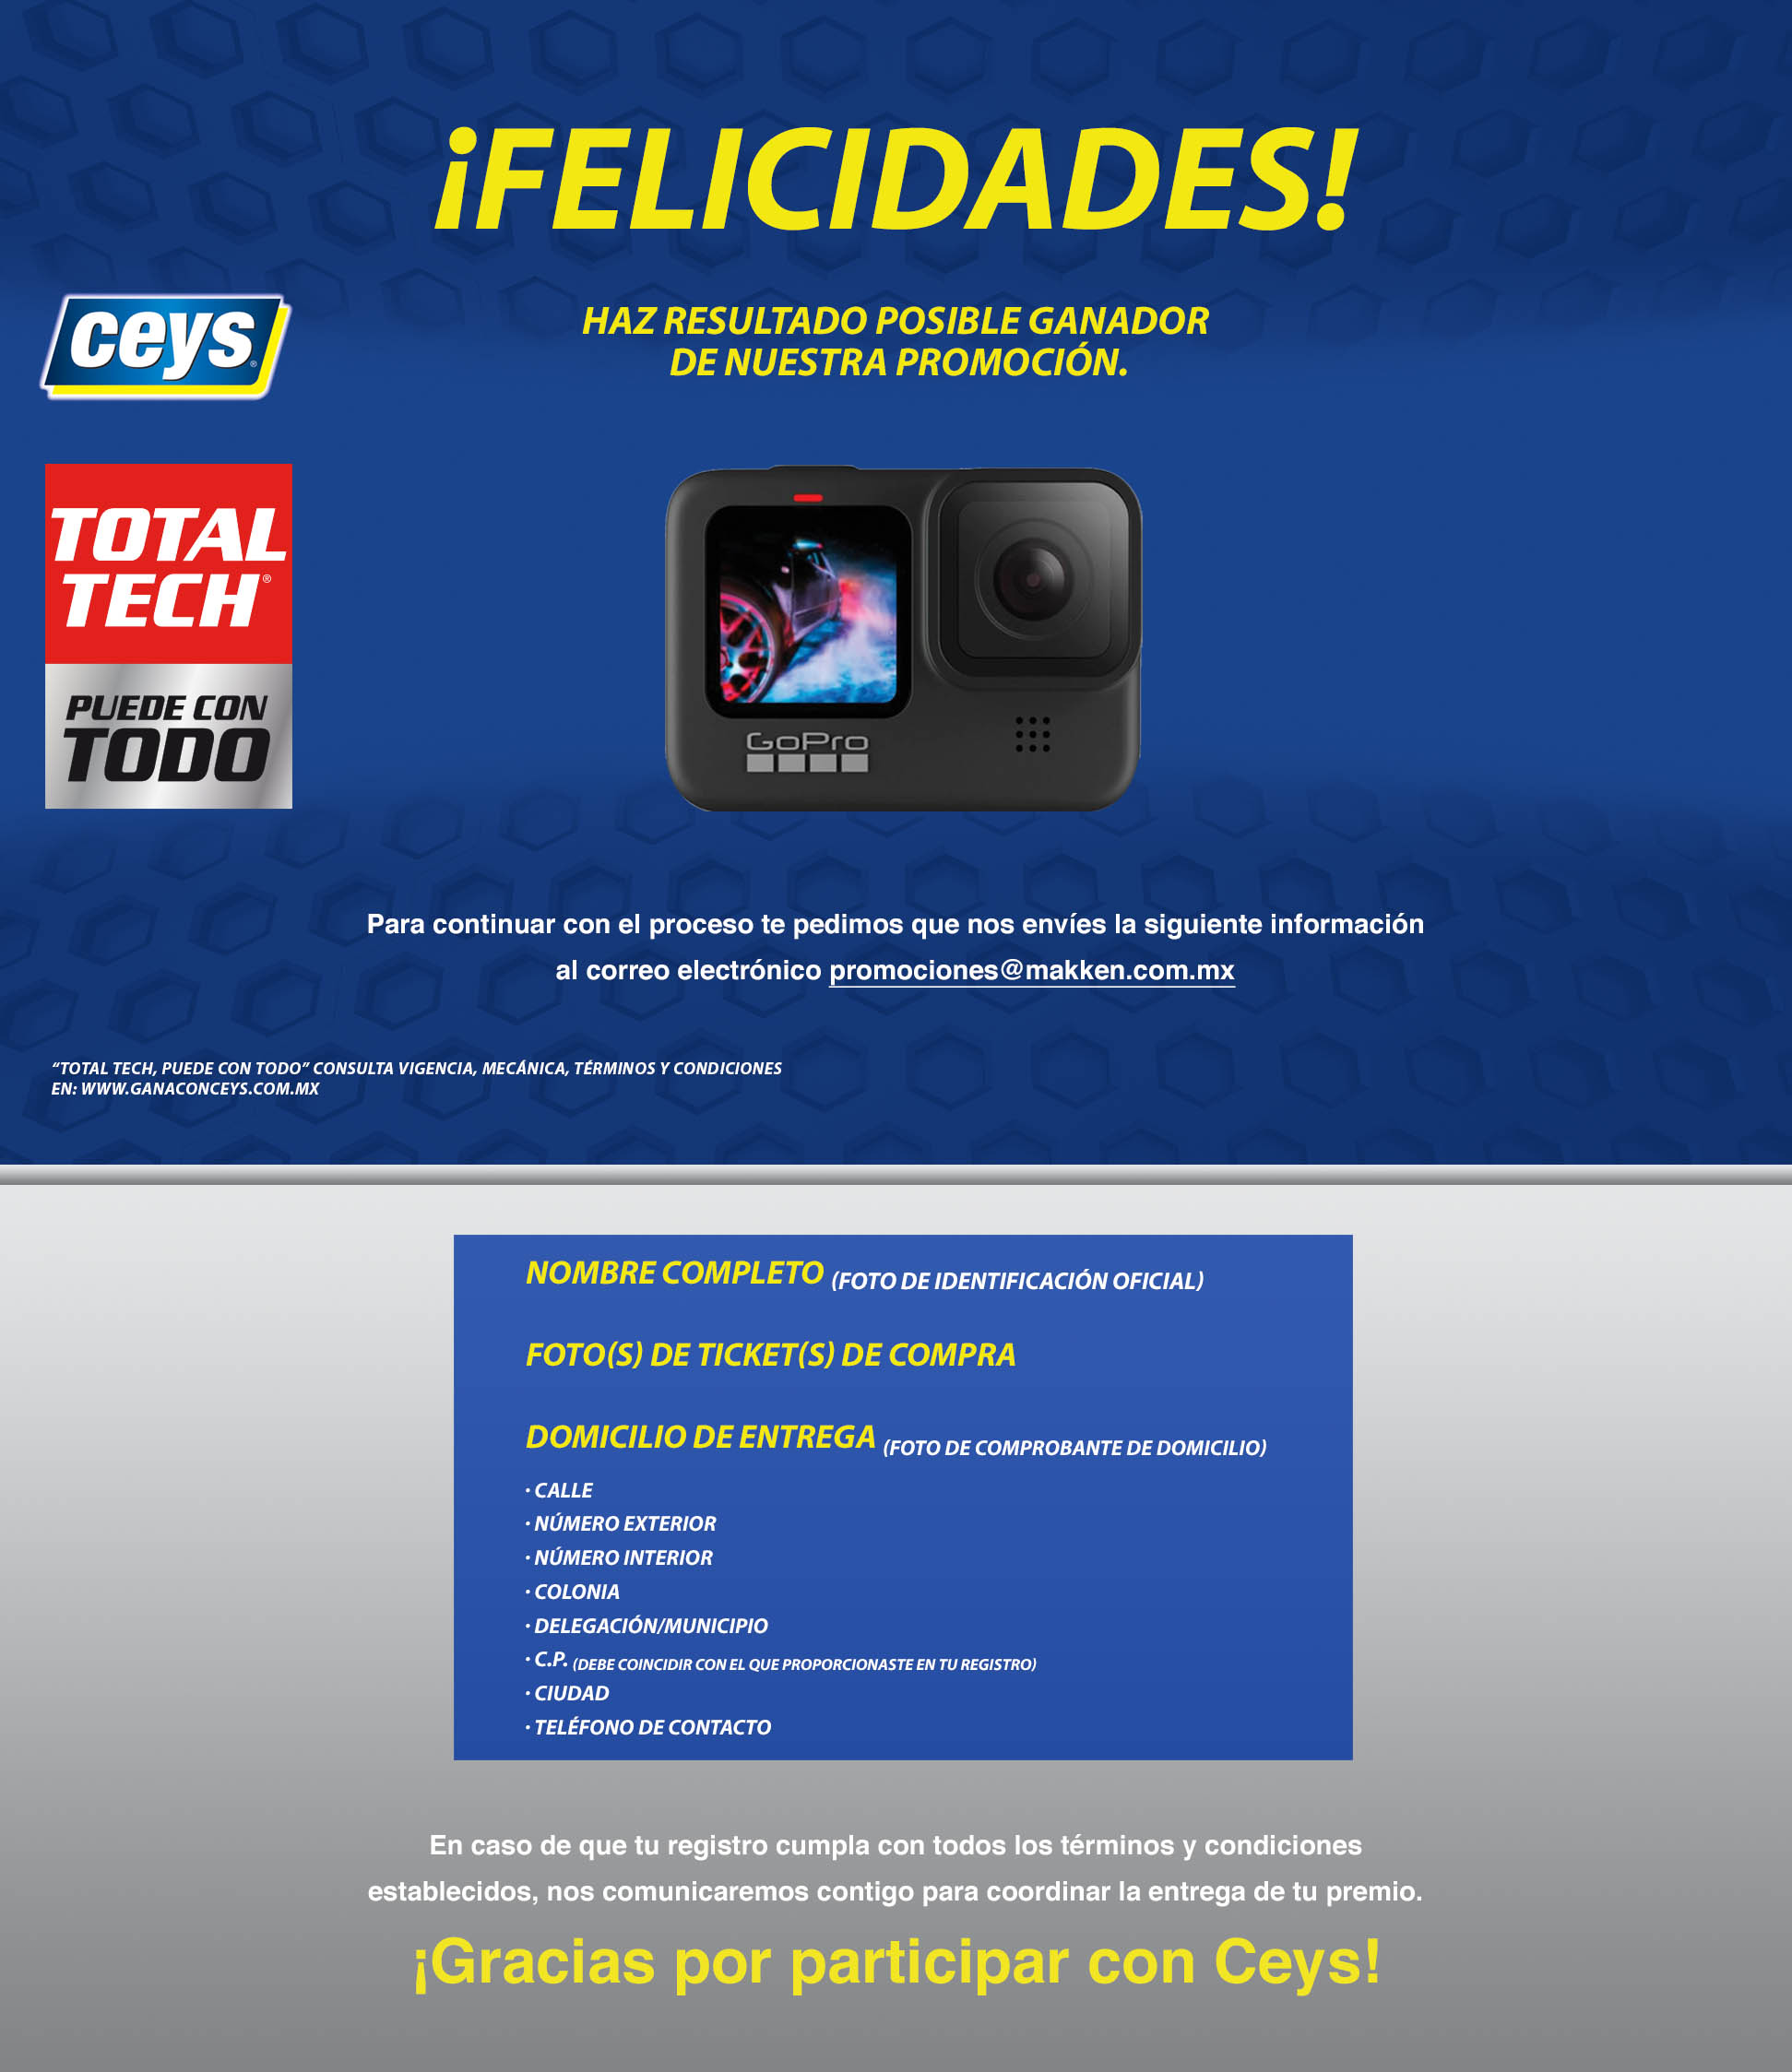 ¡FELICIDADES!
HAZ RESULTADO POSIBLE GANADOR
DE NUESTRA PROMOCIÓN.
ceys®
TOTAL
TECH®
PUEDE CON
TODO
GoPro
Para continuar con el proceso te pedimos que nos envíes la siguiente información
al correo electrónico promociones@makken.com.mx
“TOTAL TECH, PUEDE CON TODO” CONSULTA VIGENCIA, MECÁNICA, TÉRMINOS Y CONDICIONES
EN: WWW.GANACONCEYS.COM.MX
NOMBRE COMPLETO (FOTO DE IDENTIFICACIÓN OFICIAL)
FOTO(S) DE TICKET(S) DE COMPRA
DOMICILIO DE ENTREGA (FOTO DE COMPROBANTE DE DOMICILIO)
· CALLE
· NÚMERO EXTERIOR
· NÚMERO INTERIOR
· COLONIA
· DELEGACIÓN/MUNICIPIO
· C.P. (DEBE COINCIDIR CON EL QUE PROPORCIONASTE EN TU REGISTRO)
· CIUDAD
· TELÉFONO DE CONTACTO
En caso de que tu registro cumpla con todos los términos y condiciones
establecidos, nos comunicaremos contigo para coordinar la entrega de tu premio.
¡Gracias por participar con Ceys!